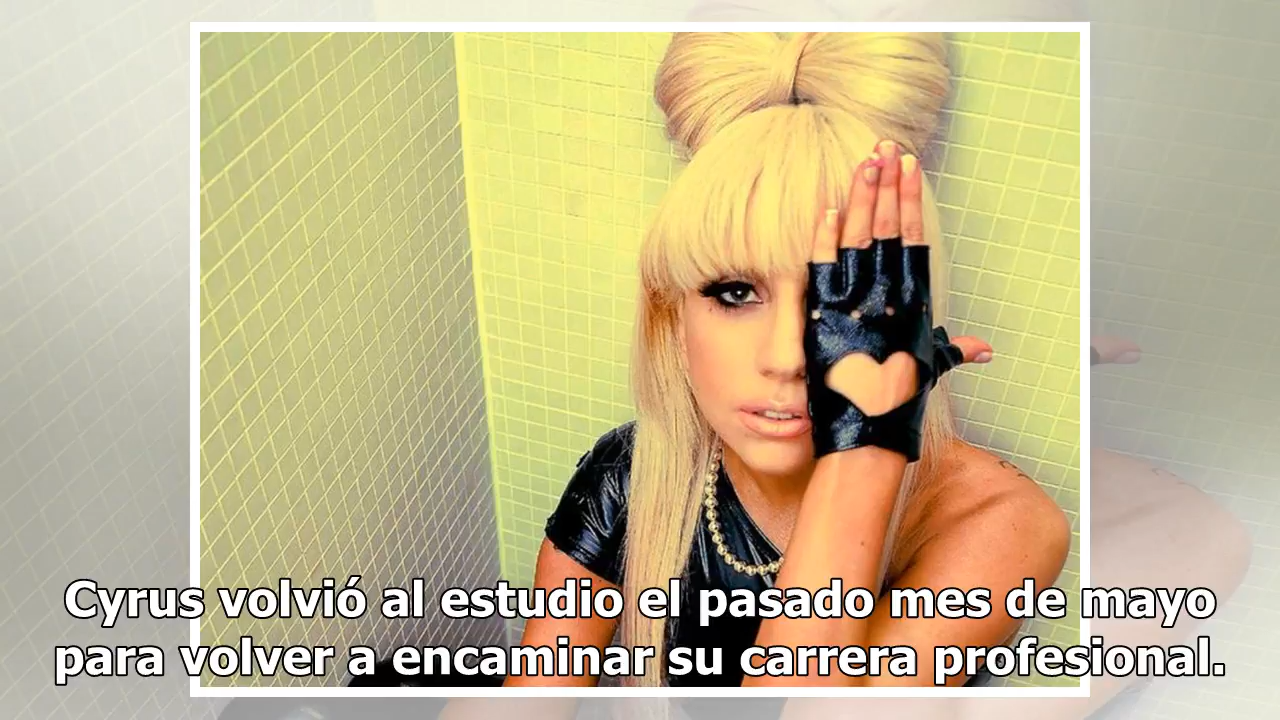 Cyrus volvió al estudio el pasado mes de mayo
para volver a encaminar su carrera profesional.